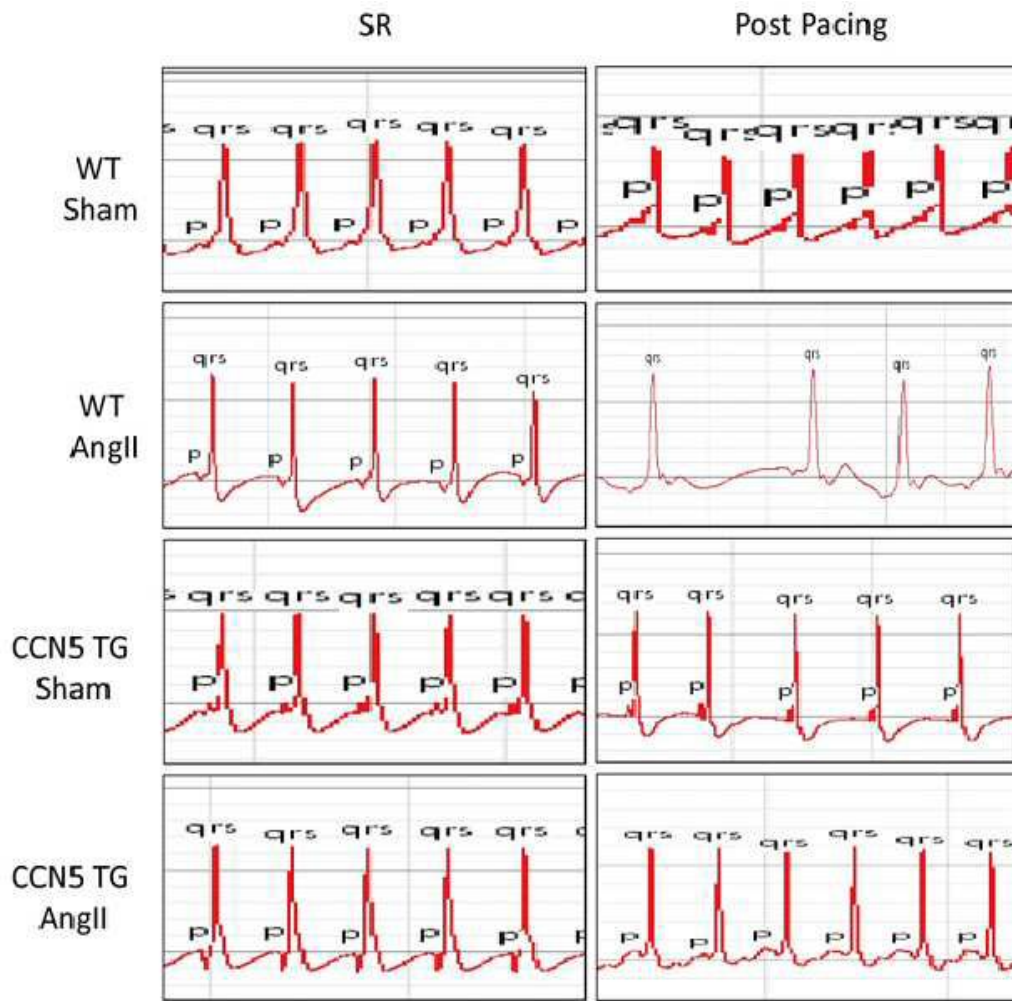 SR Post Pacing
WT
Sham
s qrs qrs qrs qrs qrs
p p p p p p
s qrs qrs qrs qr qrs q
p p p p p p
WT
AngII
qrs qrs qrs qrs qrs
p p p p p
qrs qrs qrs qrs
CCN5 TG
Sham
s qrs qrs qrs qrs qrs
p p p p p
qrs qrs qrs qrs qrs
p p p p p
CCN5 TG
AngII
qrs qrs qrs qrs qrs
p p p p p
qrs qrs qrs qrs qrs qrs
p p p p p p